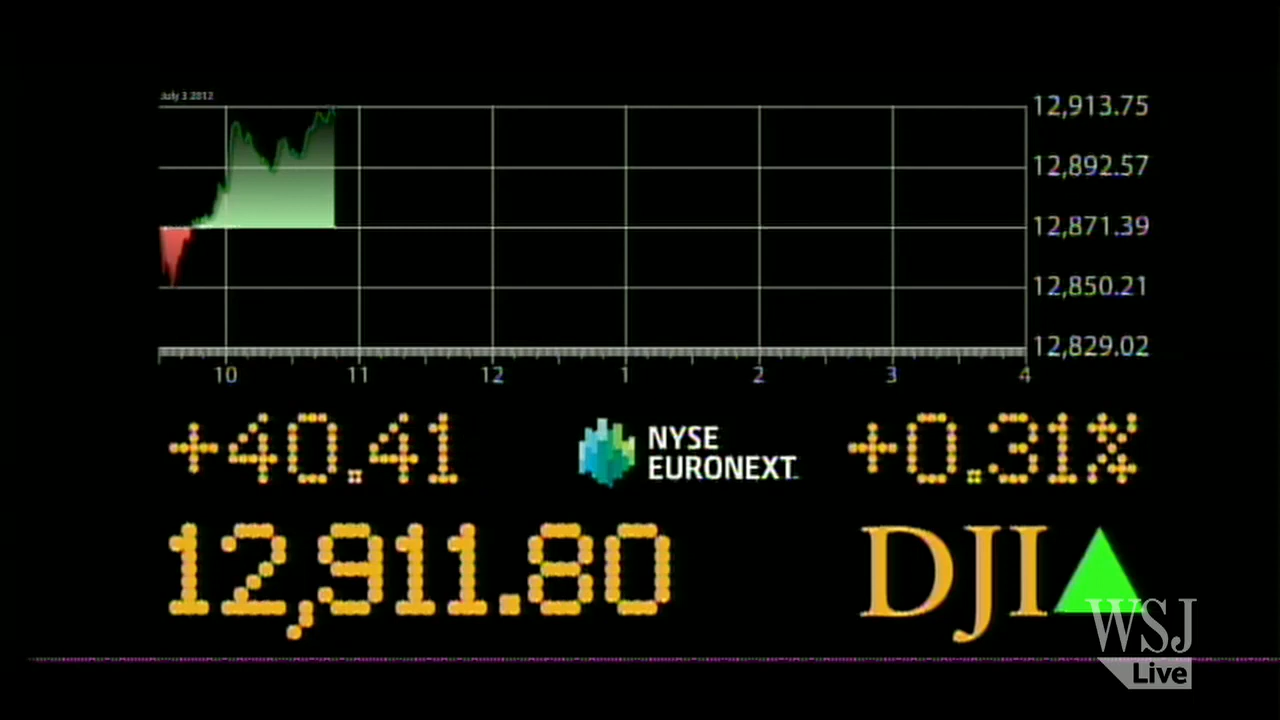 July 3 2012
12,913.75
12,892.57
12,871.39
12,850.21
12,829.02
10 11 12 1 2 3 4
+40.41
NYSE
EURONEXT
+0.31%
12,911.80
DJI
WSJ
Live